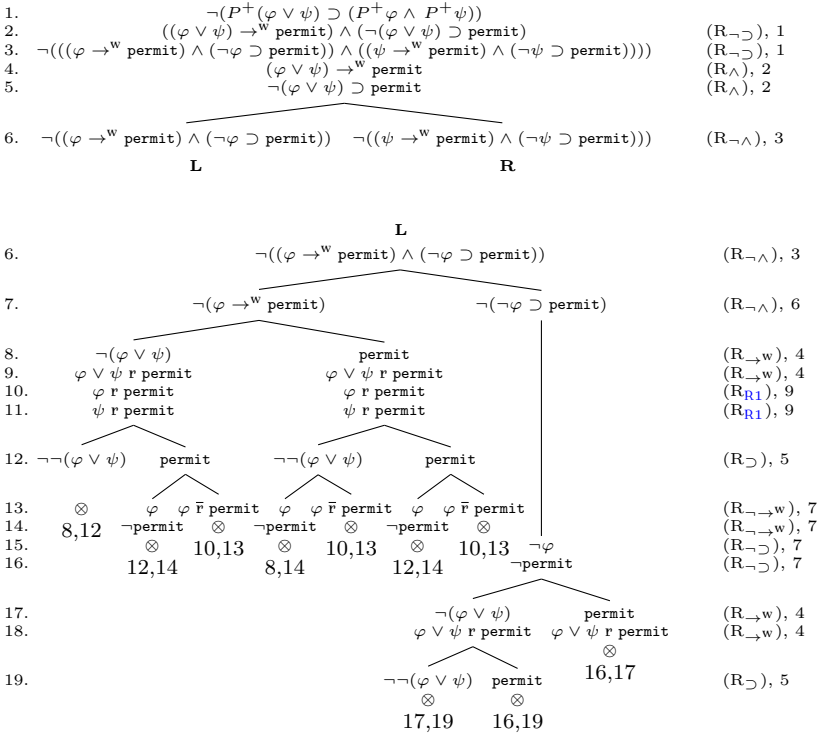 1. ¬(P⁺(φ ∨ ψ) ⊃ (P⁺φ ∧ P⁺ψ))
2. ((φ ∨ ψ) →ʷ permit) ∧ (¬(φ ∨ ψ) ⊃ permit) (R¬⊃), 1
3. ¬(((φ →ʷ permit) ∧ (¬φ ⊃ permit)) ∧ ((ψ →ʷ permit) ∧ (¬ψ ⊃ permit)))) (R¬⊃), 1
4. (φ ∨ ψ) →ʷ permit (R∧), 2
5. ¬(φ ∨ ψ) ⊃ permit (R∧), 2
6. ¬((φ →ʷ permit) ∧ (¬φ ⊃ permit)) ¬((ψ →ʷ permit) ∧ (¬ψ ⊃ permit))) (R¬∧), 3
L R
L
6. ¬((φ →ʷ permit) ∧ (¬φ ⊃ permit)) (R¬∧), 3
7. ¬(φ →ʷ permit) ¬(¬φ ⊃ permit) (R¬∧), 6
8. ¬(φ ∨ ψ) permit (R→ʷ), 4
9. φ ∨ ψ r permit φ ∨ ψ r permit (R→ʷ), 4
10. φ r permit φ r permit (RR1), 9
11. ψ r permit ψ r permit (RR1), 9
12. ¬¬(φ ∨ ψ) permit ¬¬(φ ∨ ψ) permit (R⊃), 5
13. ⊗ φ φ r̅ permit φ φ r̅ permit φ φ r̅ permit (R¬→ʷ), 7
14. 8,12 ¬permit ⊗ ¬permit ⊗ ¬permit ⊗ (R¬→ʷ), 7
15. ⊗ 10,13 ⊗ 10,13 ⊗ 10,13 ¬φ (R¬⊃), 7
16. 12,14 8,14 12,14 ¬permit (R¬⊃), 7
17. ¬(φ ∨ ψ) permit (R→ʷ), 4
18. φ ∨ ψ r permit φ ∨ ψ r permit (R→ʷ), 4
⊗
16,17
19. ¬¬(φ ∨ ψ) permit (R⊃), 5
⊗ ⊗
17,19 16,19